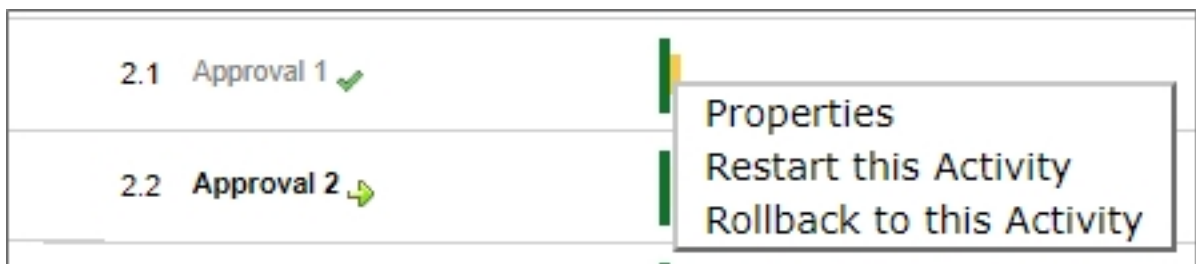 2.1 Approval 1
Properties
Restart this Activity
2.2 Approval 2
Rollback to this Activity